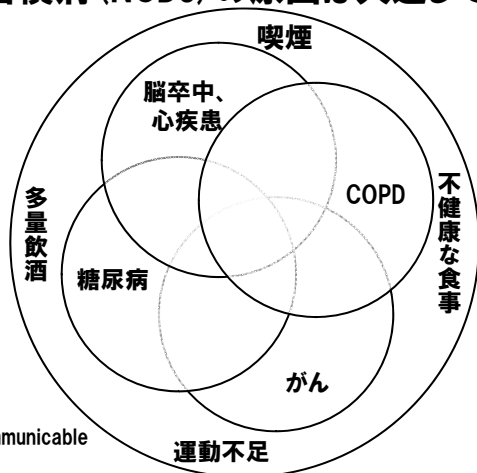 喫煙
脳卒中、
心疾患
COPD
多量飲酒
不健康な食事
糖尿病
がん
mmunicable
運動不足